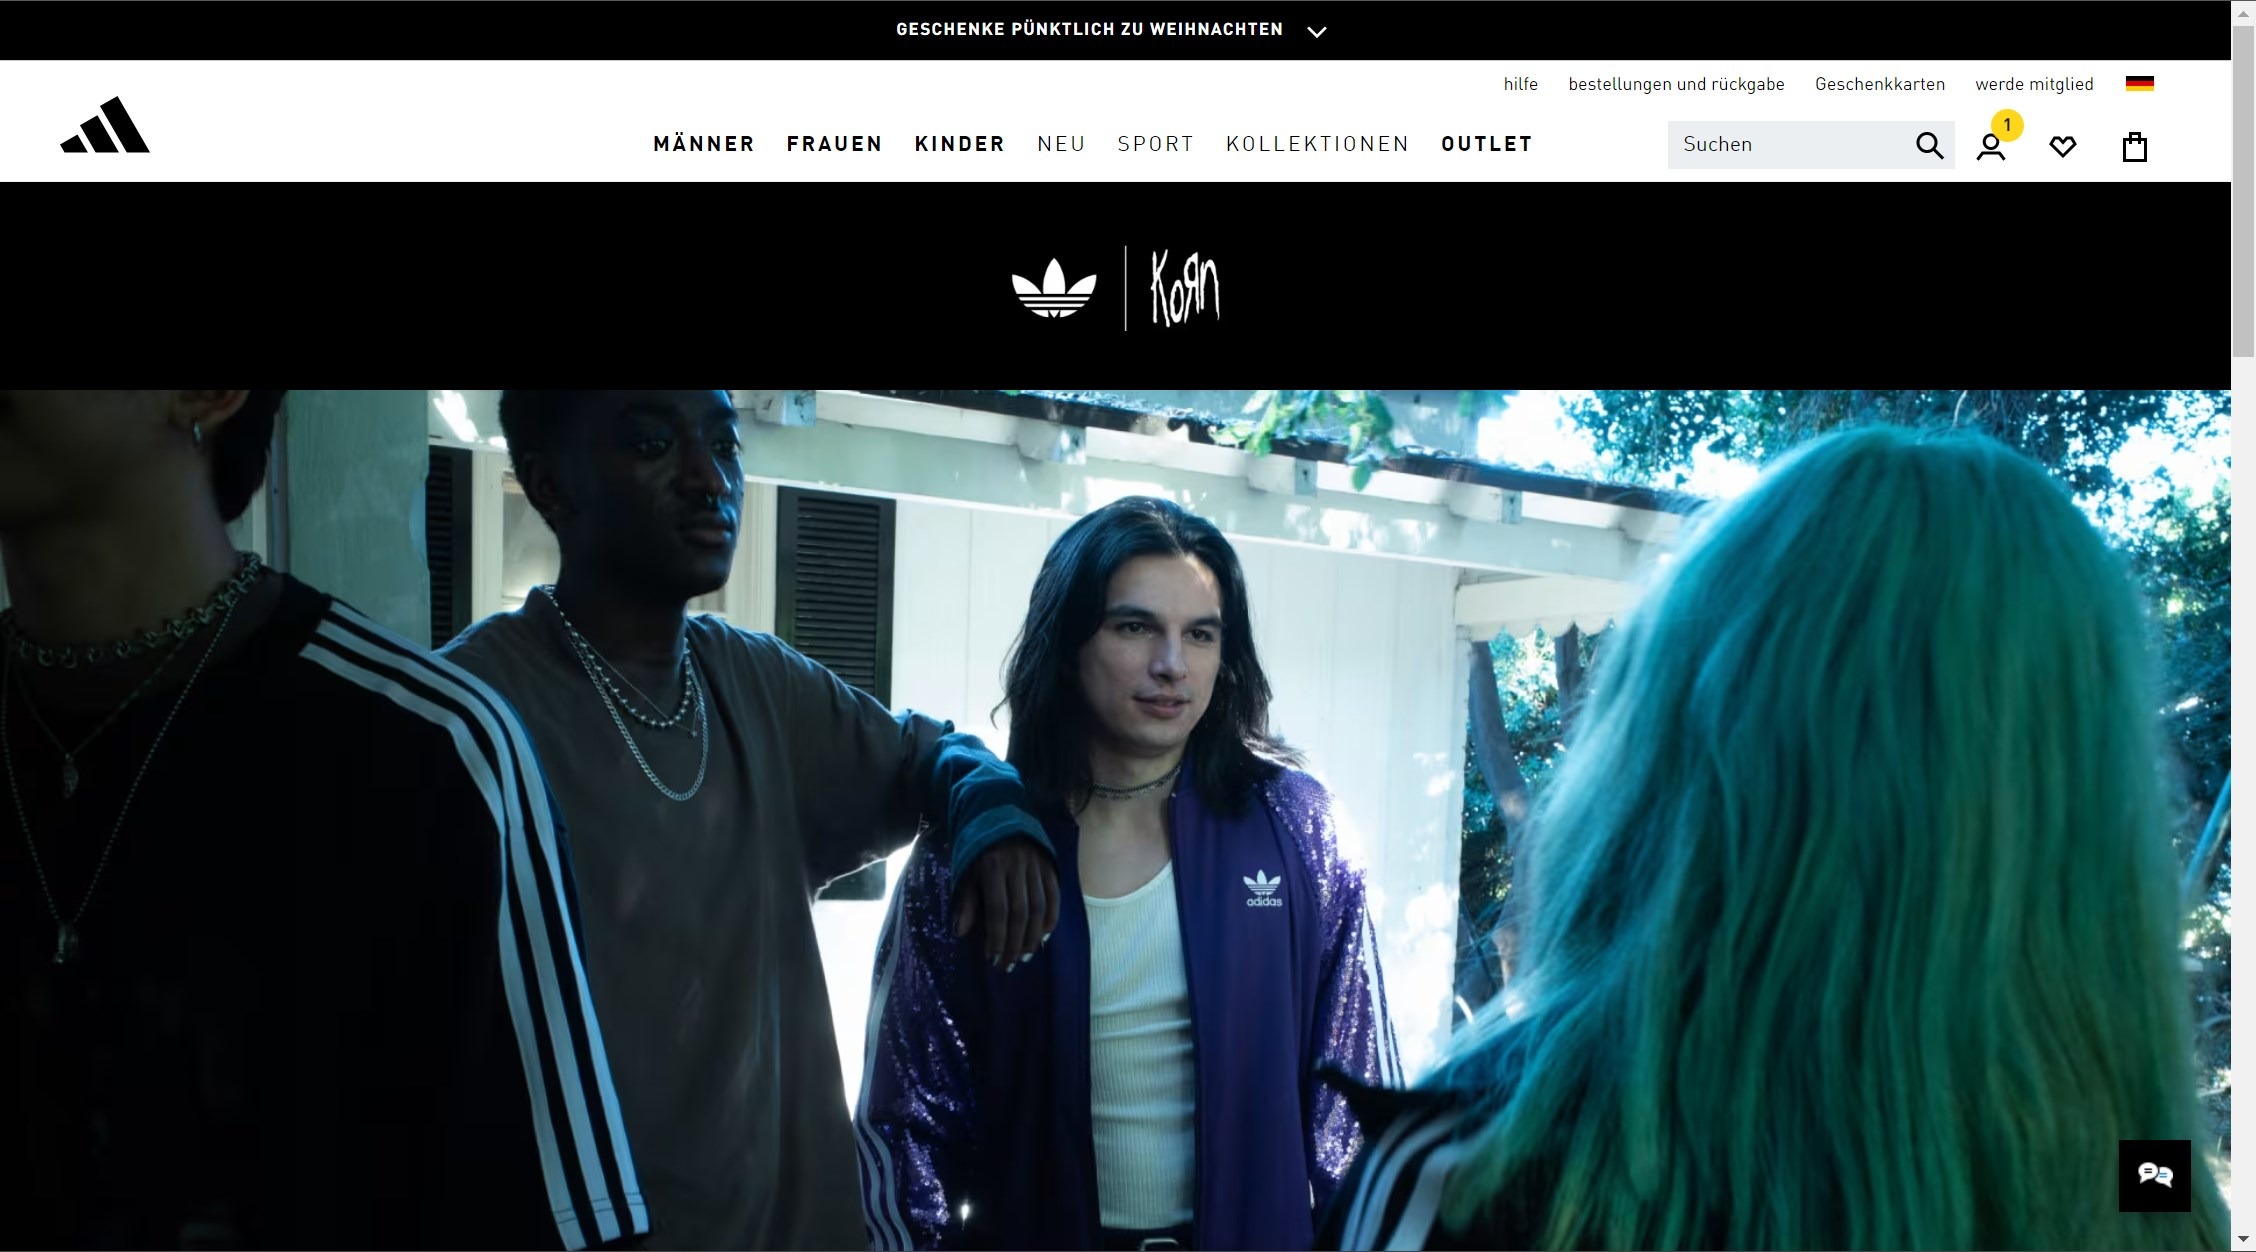 GESCHENKE PÜNKTLICH ZU WEIHNACHTEN
hilfe bestellungen und rückgabe Geschenkkarten werde mitglied
1
MÄNNER FRAUEN KINDER NEU SPORT KOLLEKTIONEN OUTLET Suchen
KoЯn
adidas